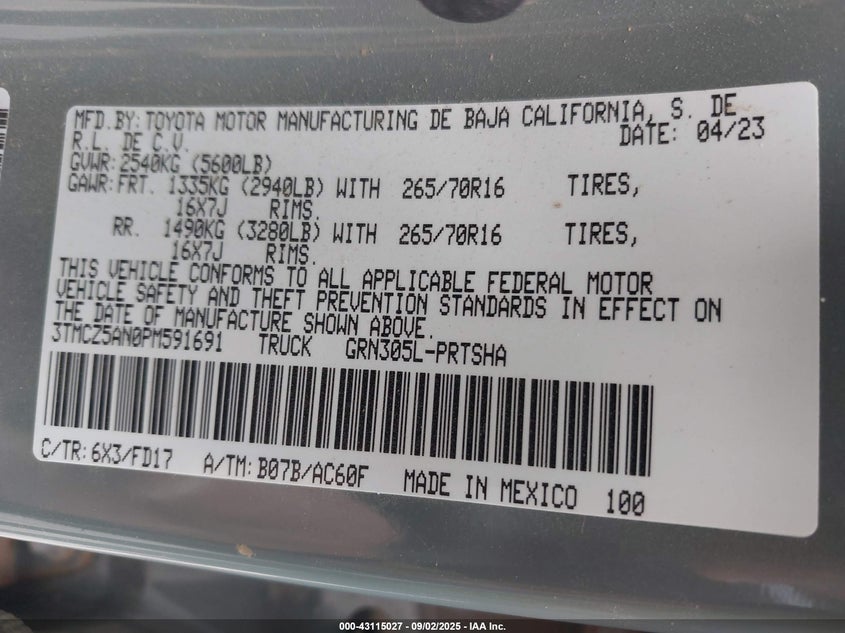 MFD.BY: TOYOTA MOTOR MANUFACTURING DE BAJA CALIFORNIA, S. DE
R.L. DE C.V. DATE: 04/23
GVWR: 2540KG (5600LB)
GAWR: FRT. 1335KG (2940LB) WITH 265/70R16 TIRES,
16X7J RIMS.
RR. 1490KG (3280LB) WITH 265/70R16 TIRES,
16X7J RIMS.
THIS VEHICLE CONFORMS TO ALL APPLICABLE FEDERAL MOTOR
VEHICLE SAFETY AND THEFT PREVENTION STANDARDS IN EFFECT ON
THE DATE OF MANUFACTURE SHOWN ABOVE.
3TMCZ5AN0PM591691 TRUCK GRN305L-PRTSHA
C/TR: 6X3/FD17 A/TM: B07B/AC60F MADE IN MEXICO 100
000-43115027 - 09/02/2025 - IAA Inc.